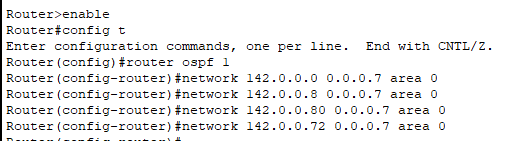 Router>enable
Router#config t
Enter configuration commands, one per line.  End with CNTL/Z.
Router(config)#router ospf 1
Router(config-router)#network 142.0.0.0 0.0.0.7 area 0
Router(config-router)#network 142.0.0.8 0.0.0.7 area 0
Router(config-router)#network 142.0.0.80 0.0.0.7 area 0
Router(config-router)#network 142.0.0.72 0.0.0.7 area 0